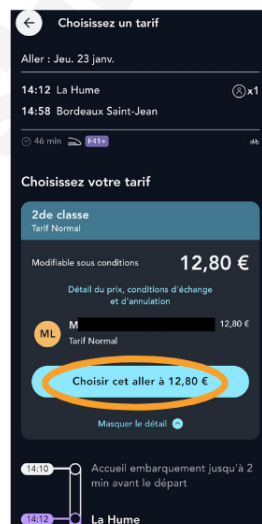 Choisissez un tarif
Aller : Jeu. 23 janv.
14:12 La Hume
x1
14:58 Bordeaux Saint-Jean
46 min F41+
Choisissez votre tarif
2de classe
Tarif Normal
Modifiable sous conditions 12,80 €
Détail du prix, conditions d'échange
et d'annulation
ML M 12,80 €
Tarif Normal
Choisir cet aller à 12,80 €
Masquer le détail
14:10 Accueil embarquement jusqu'à 2
min avant le départ
14:12 La Hume